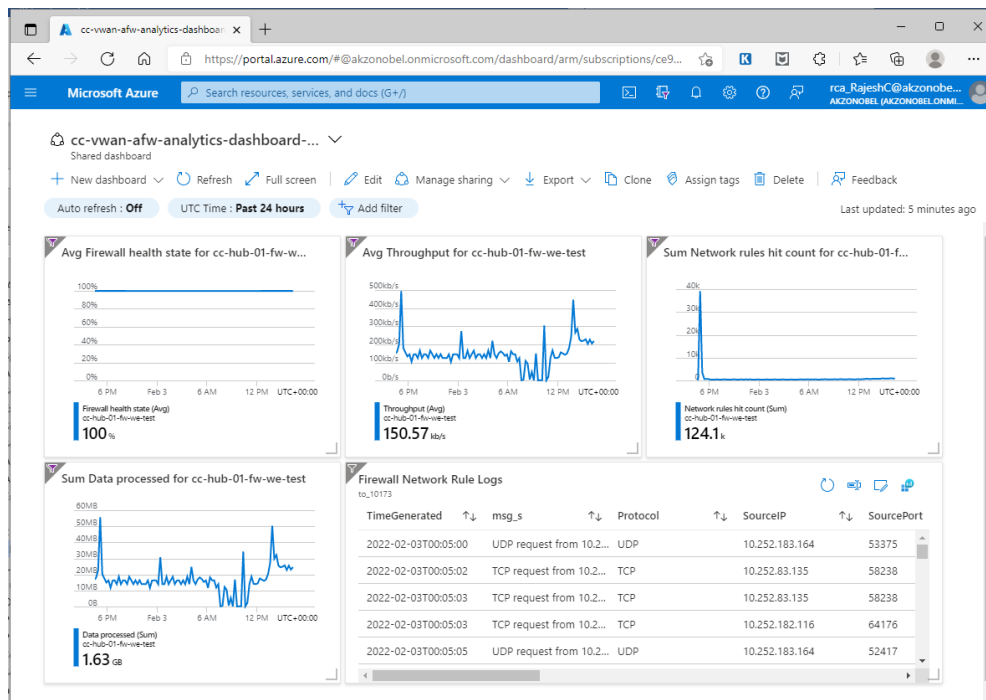 cc-vwan-afw-analytics-dashboar
https://portal.azure.com/#@akzonobel.onmicrosoft.com/dashboard/arm/subscriptions/ce9...
Microsoft Azure
Search resources, services, and docs (G+/)
rca_RajeshC@akzonobe...
AKZONOBEL (AKZONOBEL.ONMI...
cc-vwan-afw-analytics-dashboard-...
Shared dashboard
New dashboard Refresh Full screen Edit Manage sharing Export Clone Assign tags Delete Feedback
Auto refresh : Off UTC Time : Past 24 hours Add filter Last updated: 5 minutes ago
Avg Firewall health state for cc-hub-01-fw-w...
100%
80%
60%
40%
20%
0%
6 PM Feb 3 6 AM 12 PM UTC+00:00
Firewall health state (Avg)
cc-hub-01-fw-we-test
100 %
Avg Throughput for cc-hub-01-fw-we-test
500kb/s
400kb/s
300kb/s
200kb/s
100kb/s
0b/s
6 PM Feb 3 6 AM 12 PM UTC+00:00
Throughput (Avg)
cc-hub-01-fw-we-test
150.57 kb/s
Sum Network rules hit count for cc-hub-01-f...
40k
30k
20k
10k
0
6 PM Feb 3 6 AM 12 PM UTC+00:00
Network rules hit count (Sum)
cc-hub-01-fw-we-test
124.1 k
Sum Data processed for cc-hub-01-fw-we-test
60MB
50MB
40MB
30MB
20MB
10MB
0B
6 PM Feb 3 6 AM 12 PM UTC+00:00
Data processed (Sum)
cc-hub-01-fw-we-test
1.63 GB
Firewall Network Rule Logs
to_10173
TimeGenerated msg_s Protocol SourceIP SourcePort
2022-02-03T00:05:00 UDP request from 10.2... UDP 10.252.183.164 53375
2022-02-03T00:05:02 TCP request from 10.2... TCP 10.252.83.135 58238
2022-02-03T00:05:03 TCP request from 10.2... TCP 10.252.83.135 58238
2022-02-03T00:05:03 TCP request from 10.2... TCP 10.252.182.116 64176
2022-02-03T00:05:05 UDP request from 10.2... UDP 10.252.183.164 52417